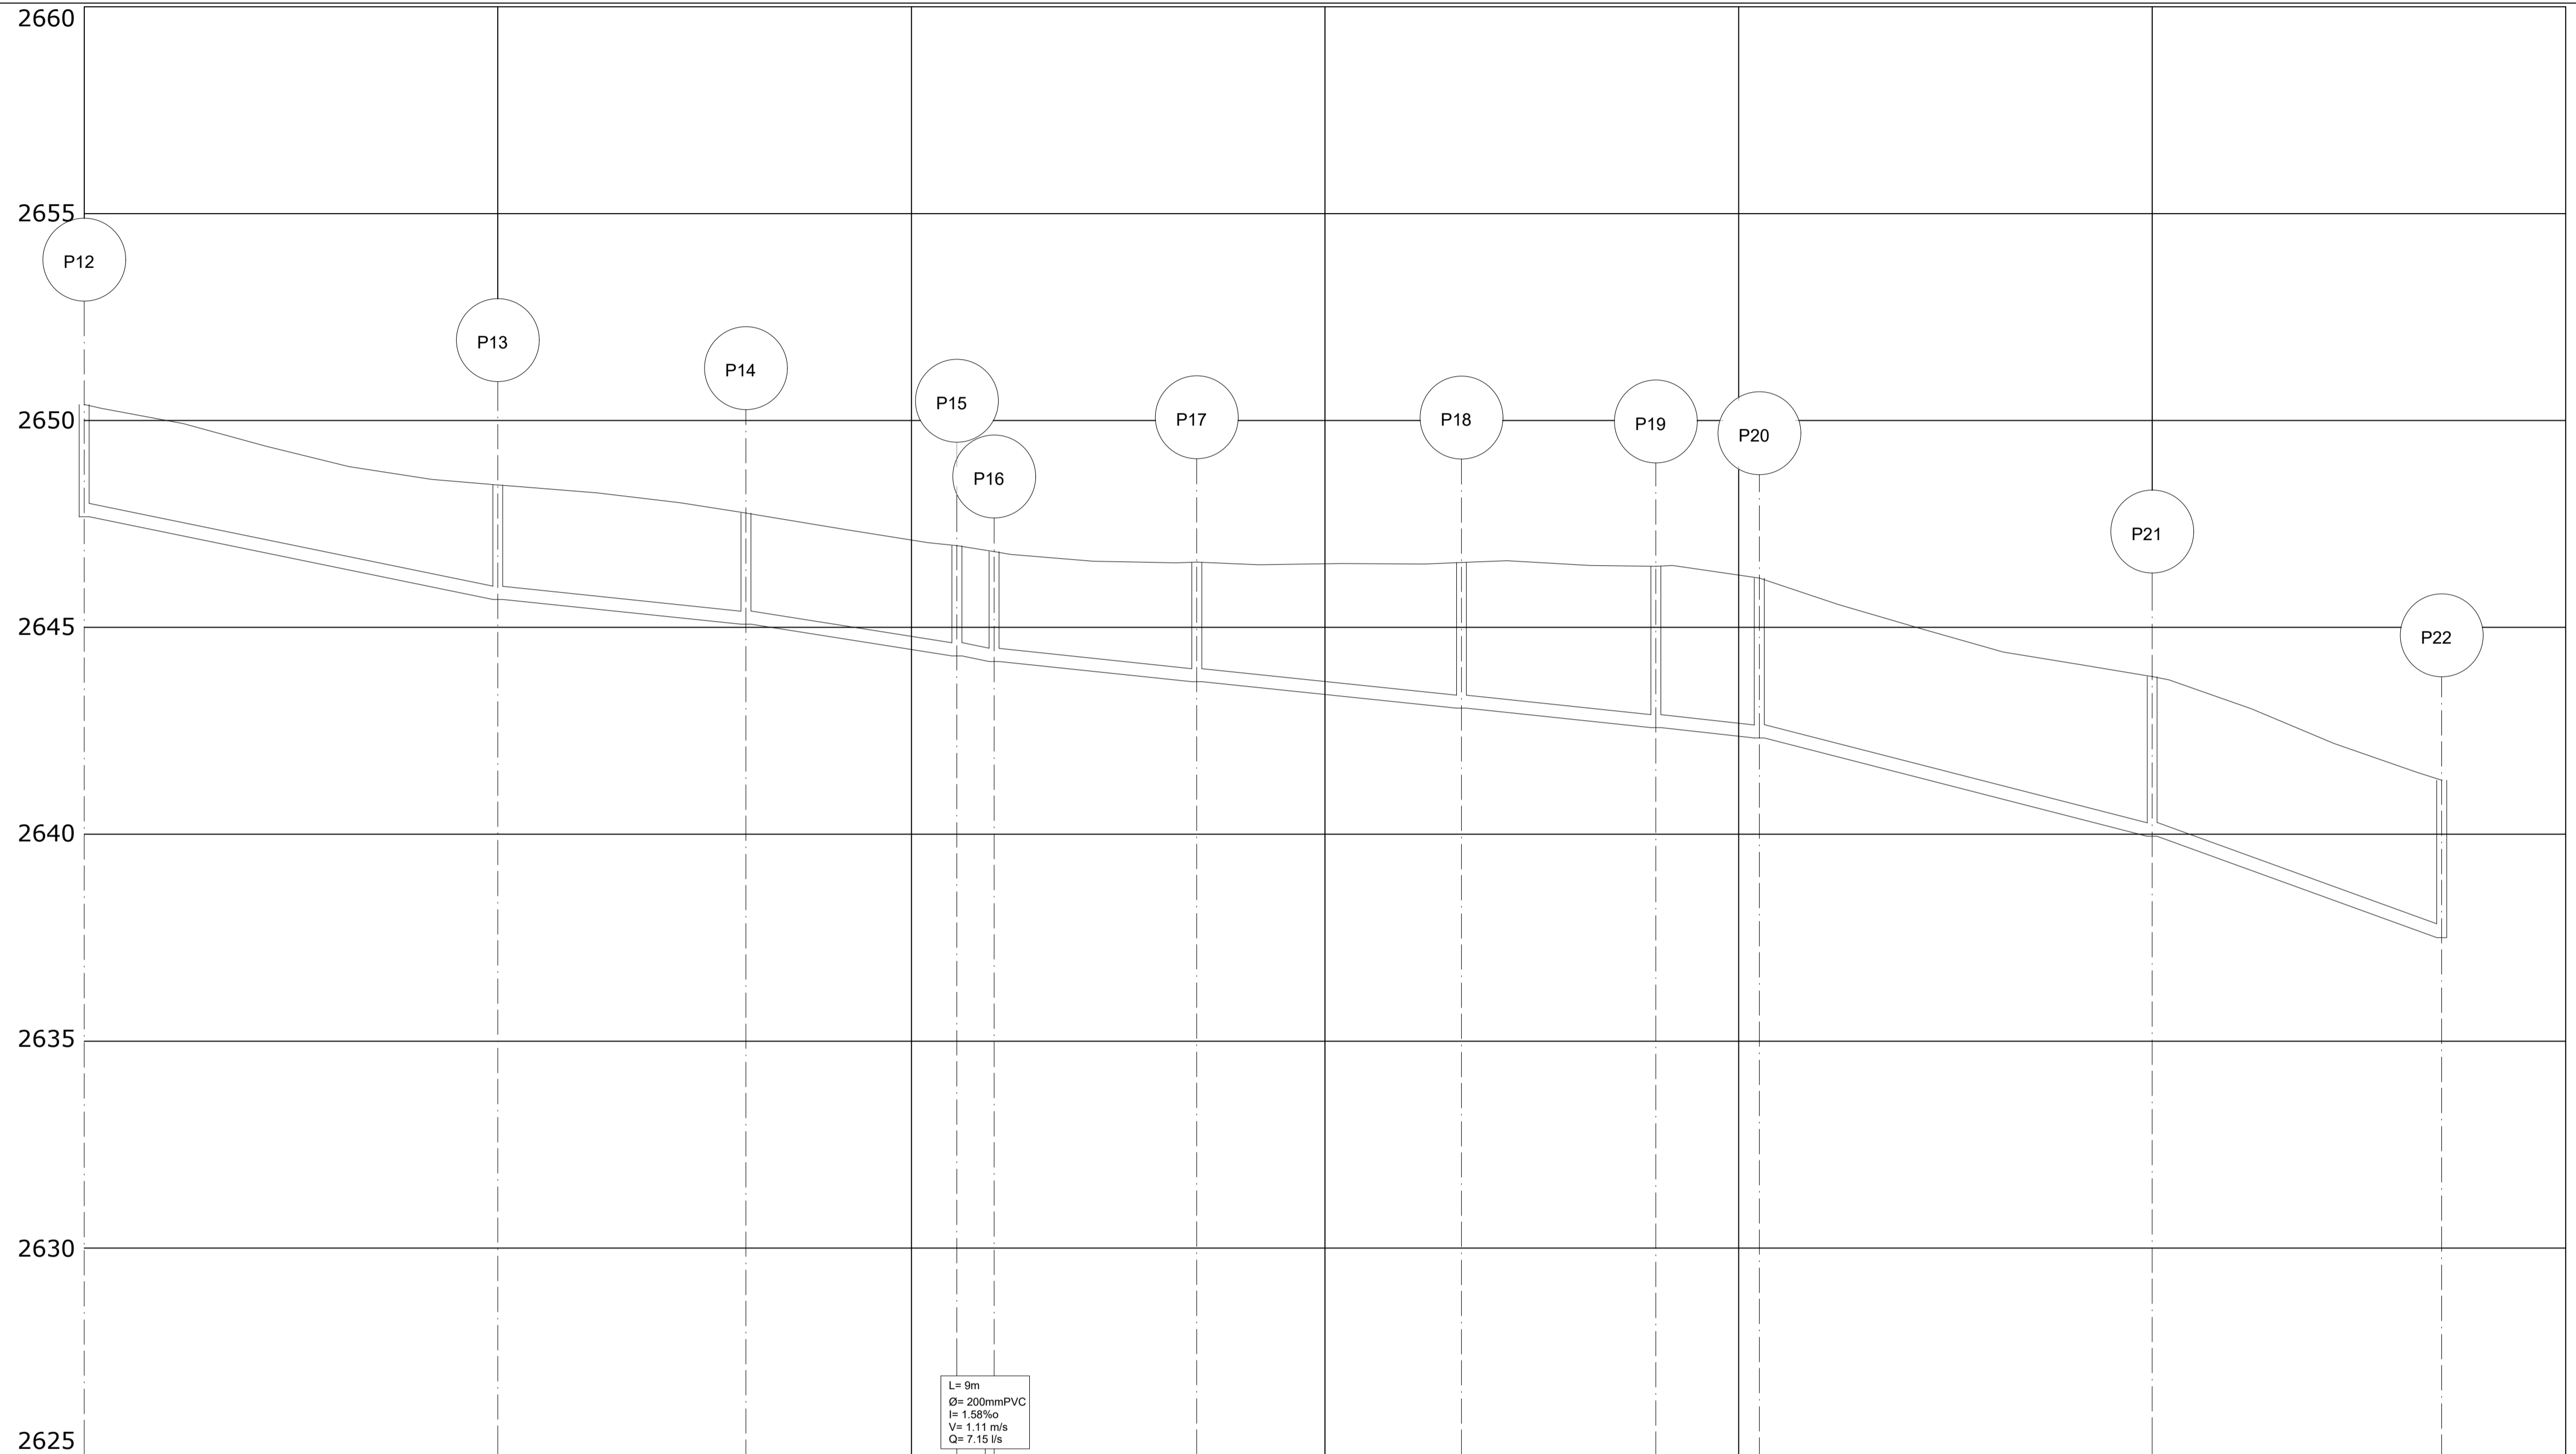 2660
2655
P12
P13
P14
2650
P15
P16
P17
P18
P19
P20
P21
2645
P22
2640
2635
2630
L= 9m
Ø= 200mmPVC
I= 1.58%o
V= 1.11 m/s
Q= 7.15 l/s
2625